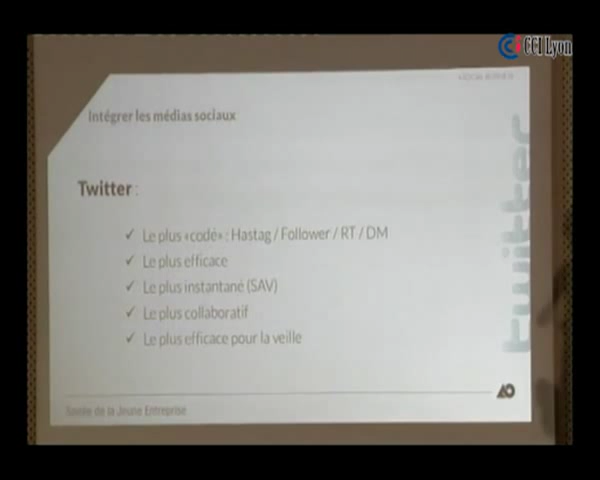 CCI Lyon
Intégrer les médias sociaux
Twitter :
✓ Le plus «codé» : Hastag / Follower / RT / DM
✓ Le plus efficace
✓ Le plus instantané (SAV)
✓ Le plus collaboratif
✓ Le plus efficace pour la veille
twitter
Soirée de la Jeune Entreprise